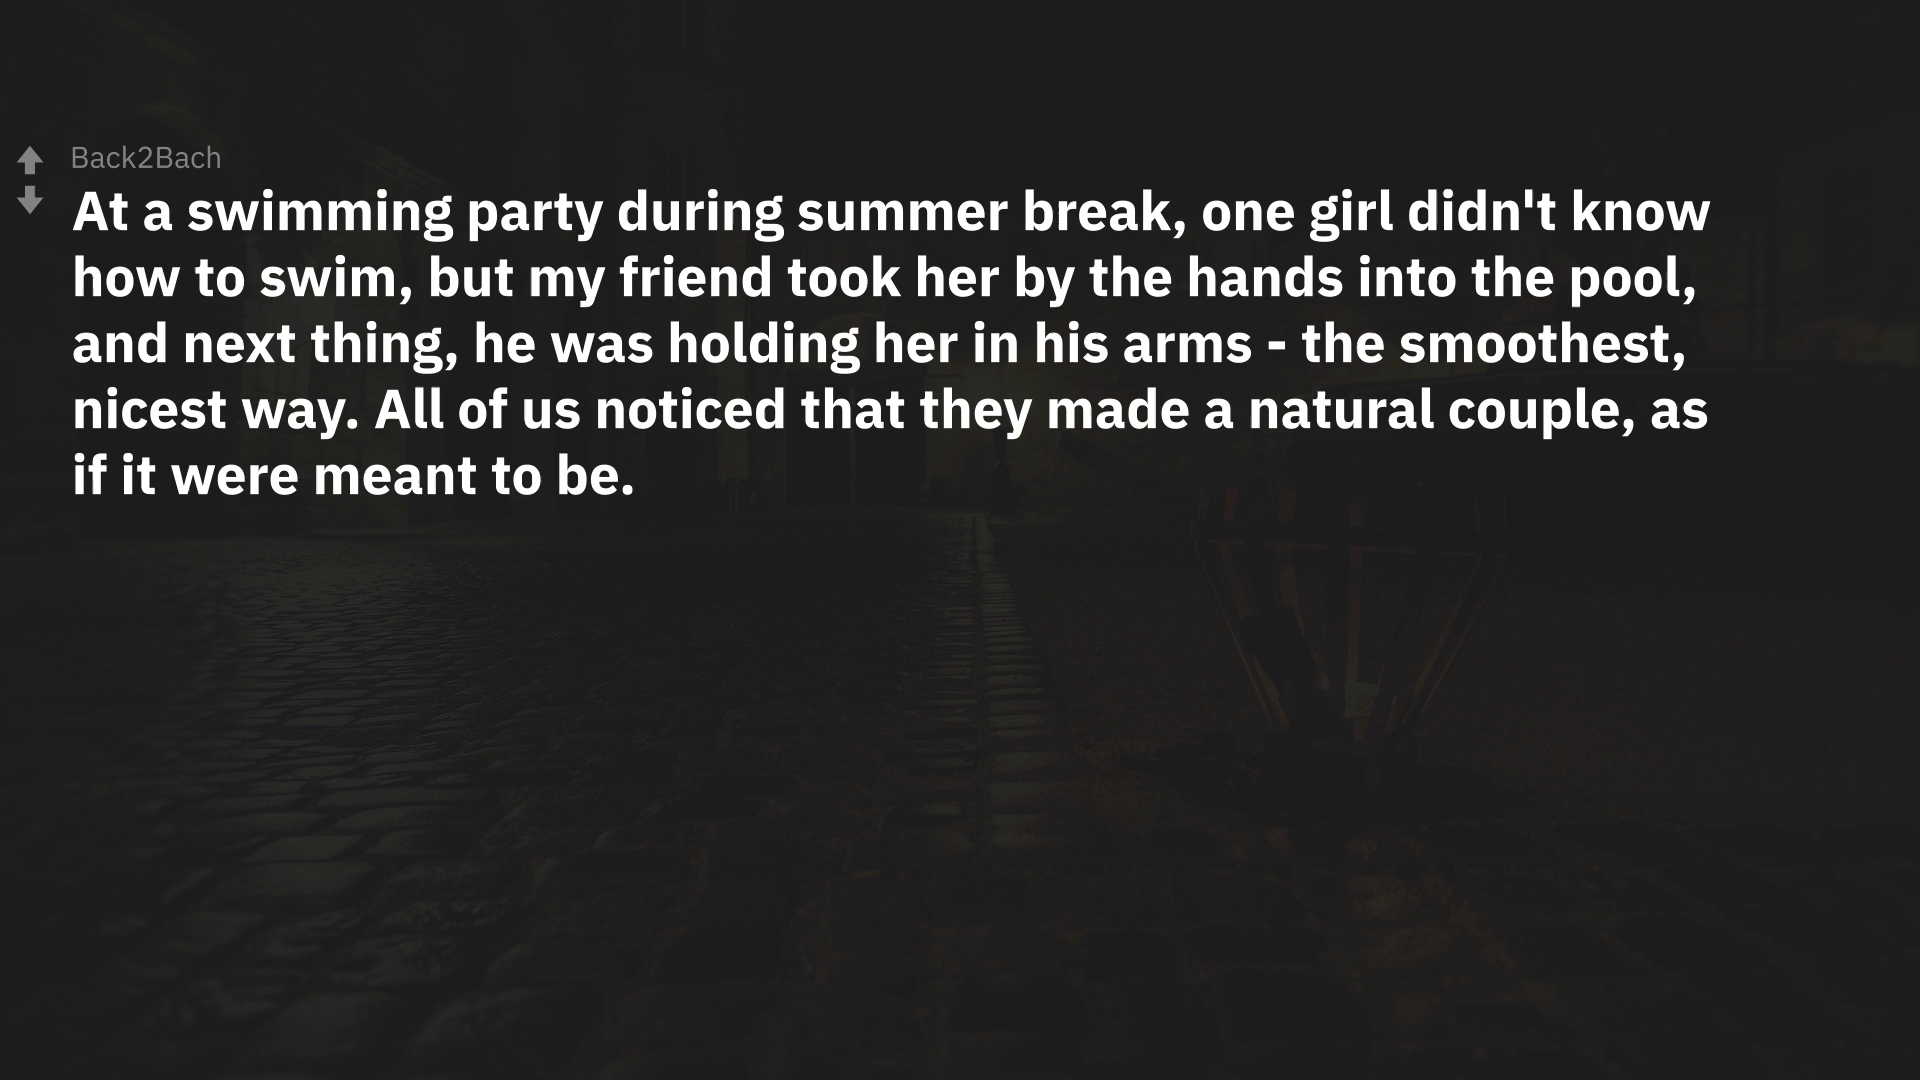 Back2Bach
At a swimming party during summer break, one girl didn't know
how to swim, but my friend took her by the hands into the pool,
and next thing, he was holding her in his arms - the smoothest,
nicest way. All of us noticed that they made a natural couple, as
if it were meant to be.